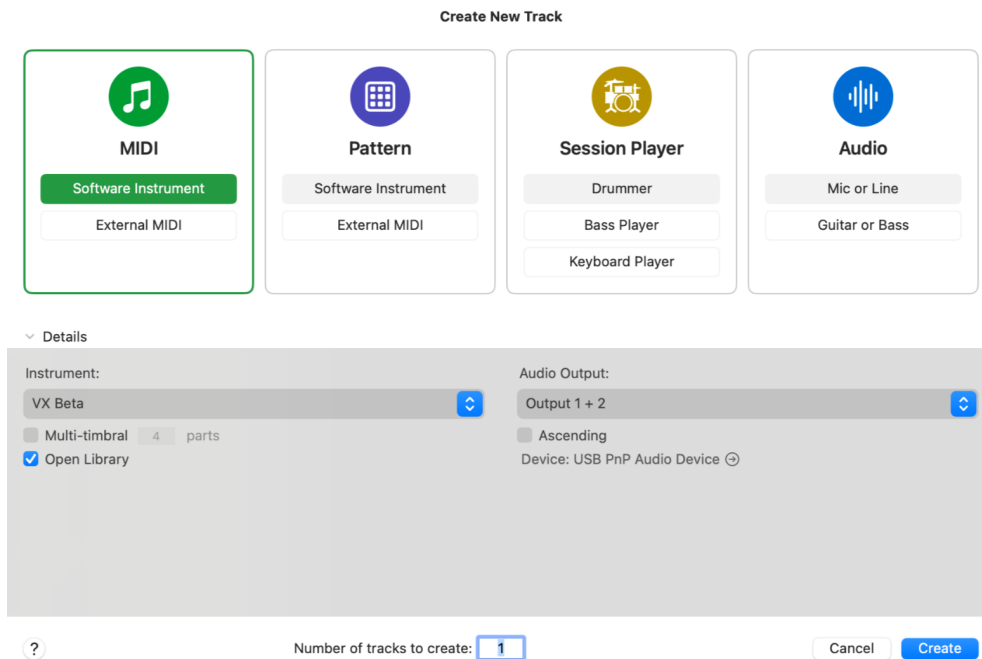 Create New Track
MIDI
Software Instrument
External MIDI
Pattern
Software Instrument
External MIDI
Session Player
Drummer
Bass Player
Keyboard Player
Audio
Mic or Line
Guitar or Bass
Details
Instrument:
VX Beta
Multi-timbral 4 parts
Open Library
Audio Output:
Output 1 + 2
Ascending
Device: USB PnP Audio Device
?
Number of tracks to create: 1
Cancel
Create